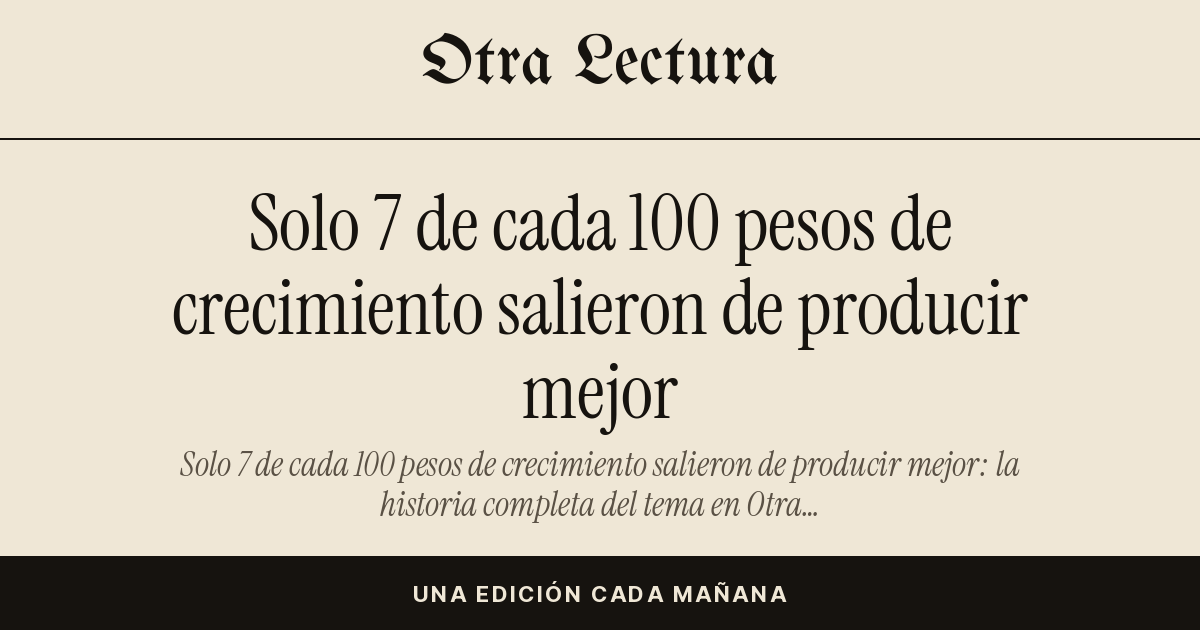 Otra Lectura
Solo 7 de cada 100 pesos de
crecimiento salieron de producir
mejor
Solo 7 de cada 100 pesos de crecimiento salieron de producir mejor: la
historia completa del tema en Otra...
UNA EDICIÓN CADA MAÑANA